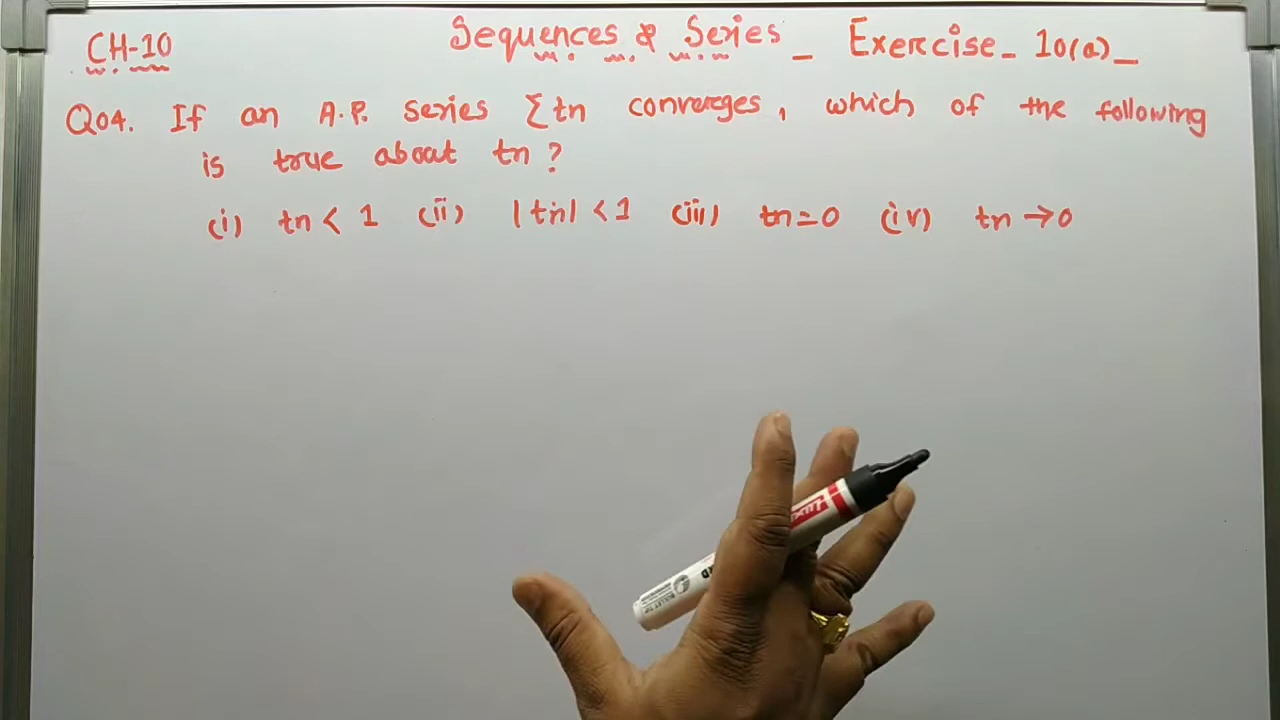 CH-10 Sequences & Series - Exercise - 10(a) -
Q04. If an A.P. series Σtn converges, which of the following
is true about tn?
(i) tn < 1 (ii) |tn| < 1 (iii) tn = 0 (iv) tn → 0